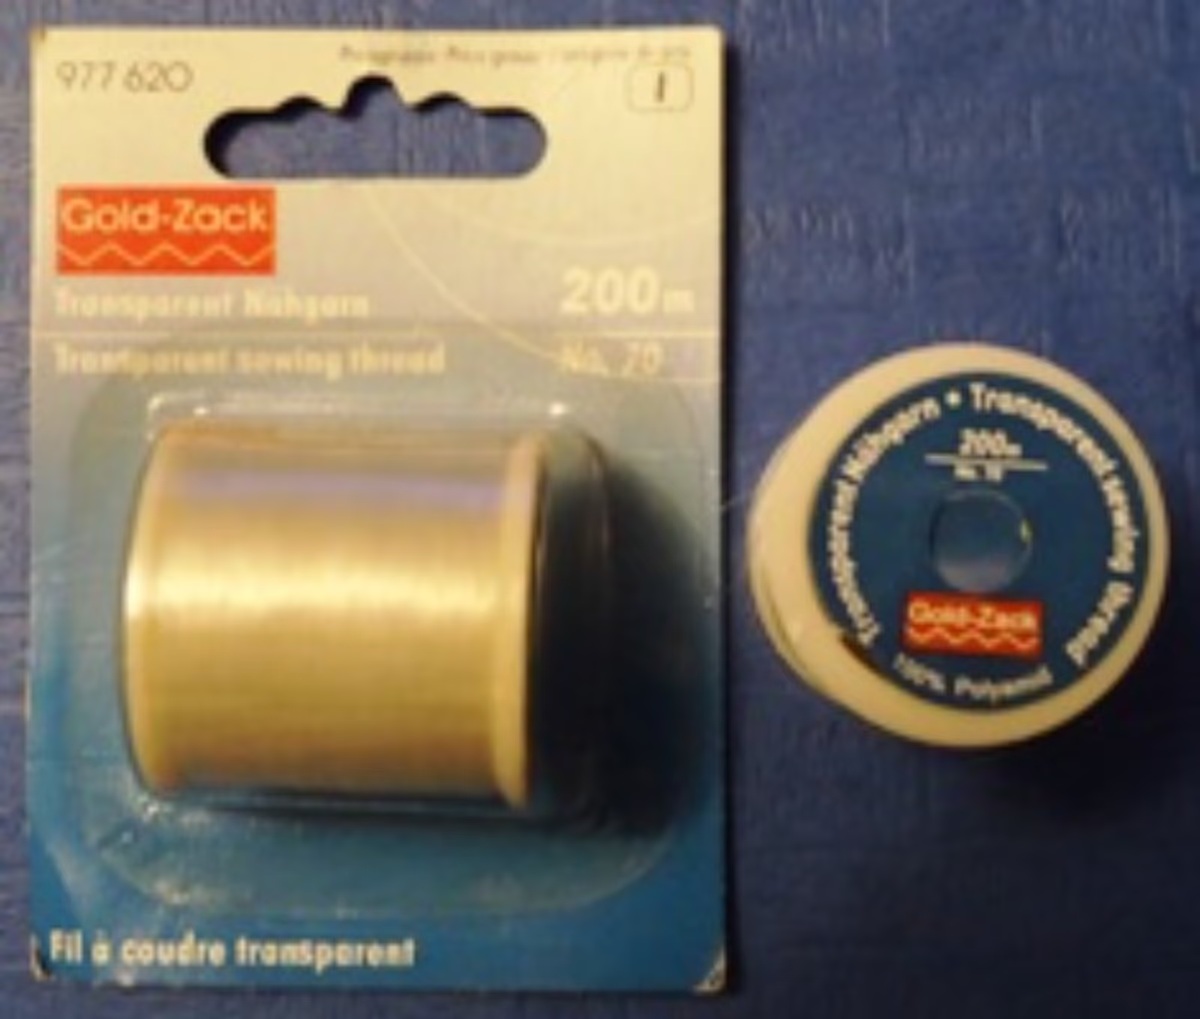 977 620
1
Gold-Zack
Transparent Nähgarn
200m
Transparent sewing thread
No. 70
Fil à coudre transparent
Transparent Nähgarn • Transparent sewing thread
200m
Gold-Zack
100% Polyamid